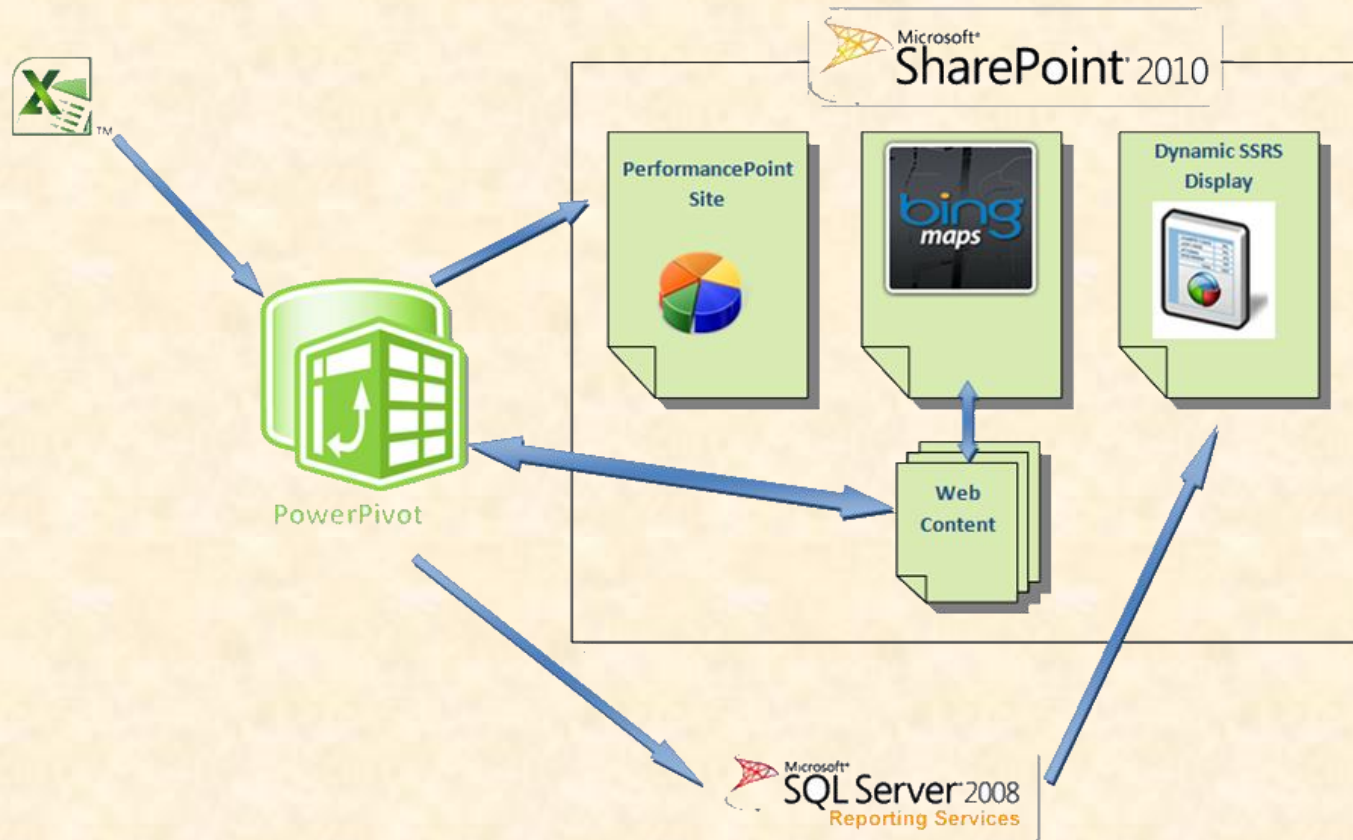 Microsoft®
SharePoint® 2010
TM
PerformancePoint
Site
bing
maps
Dynamic SSRS
Display
PowerPivot
Web
Content
Microsoft®
SQL Server® 2008
Reporting Services